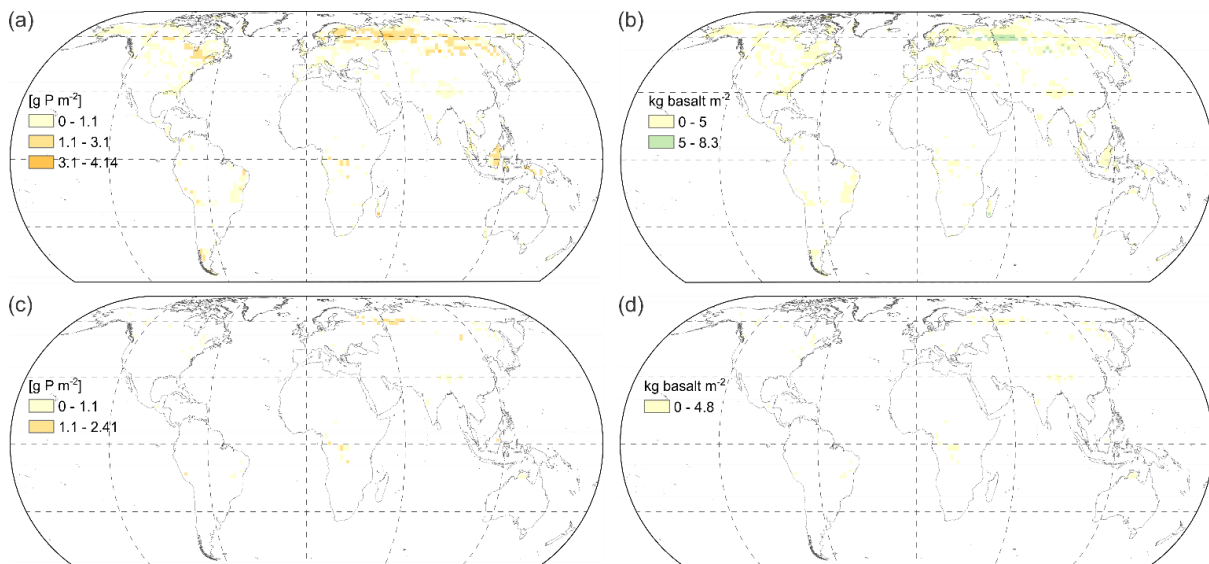 (a)
[g P m⁻²]
0 - 1.1
1.1 - 3.1
3.1 - 4.14
(b)
kg basalt m⁻²
0 - 5
5 - 8.3
(c)
[g P m⁻²]
0 - 1.1
1.1 - 2.41
(d)
kg basalt m⁻²
0 - 4.8